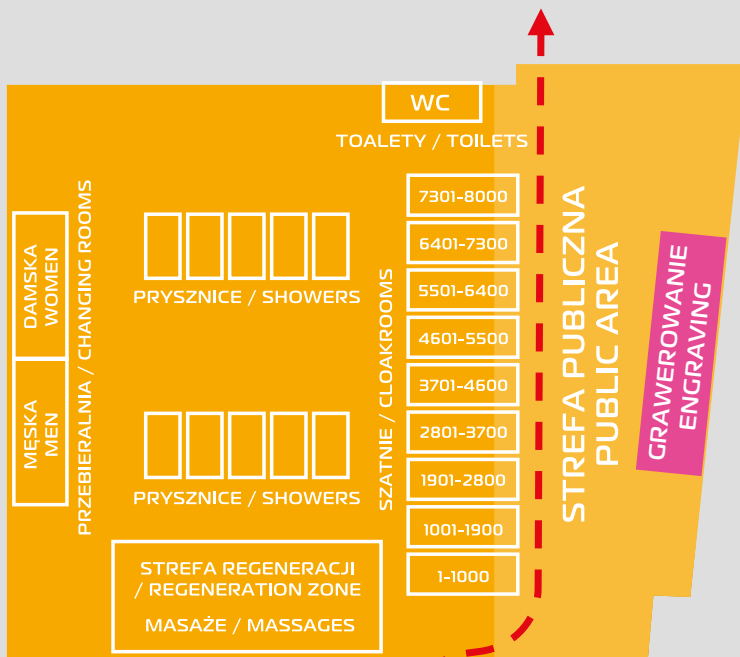 WC
TOALETY / TOILETS
7301-8000
6401-7300
5501-6400
4601-5500
3701-4600
2801-3700
1901-2800
1001-1900
1-1000
SZATNIE / CLOAKROOMS
DAMSKA
WOMEN
MĘSKA
MEN
PRZEBIERALNIA / CHANGING ROOMS
PRYSZNICE / SHOWERS
PRYSZNICE / SHOWERS
STREFA REGENERACJI
/ REGENERATION ZONE
MASAŻE / MASSAGES
STREFA PUBLICZNA
PUBLIC AREA
GRAWEROWANIE
ENGRAVING